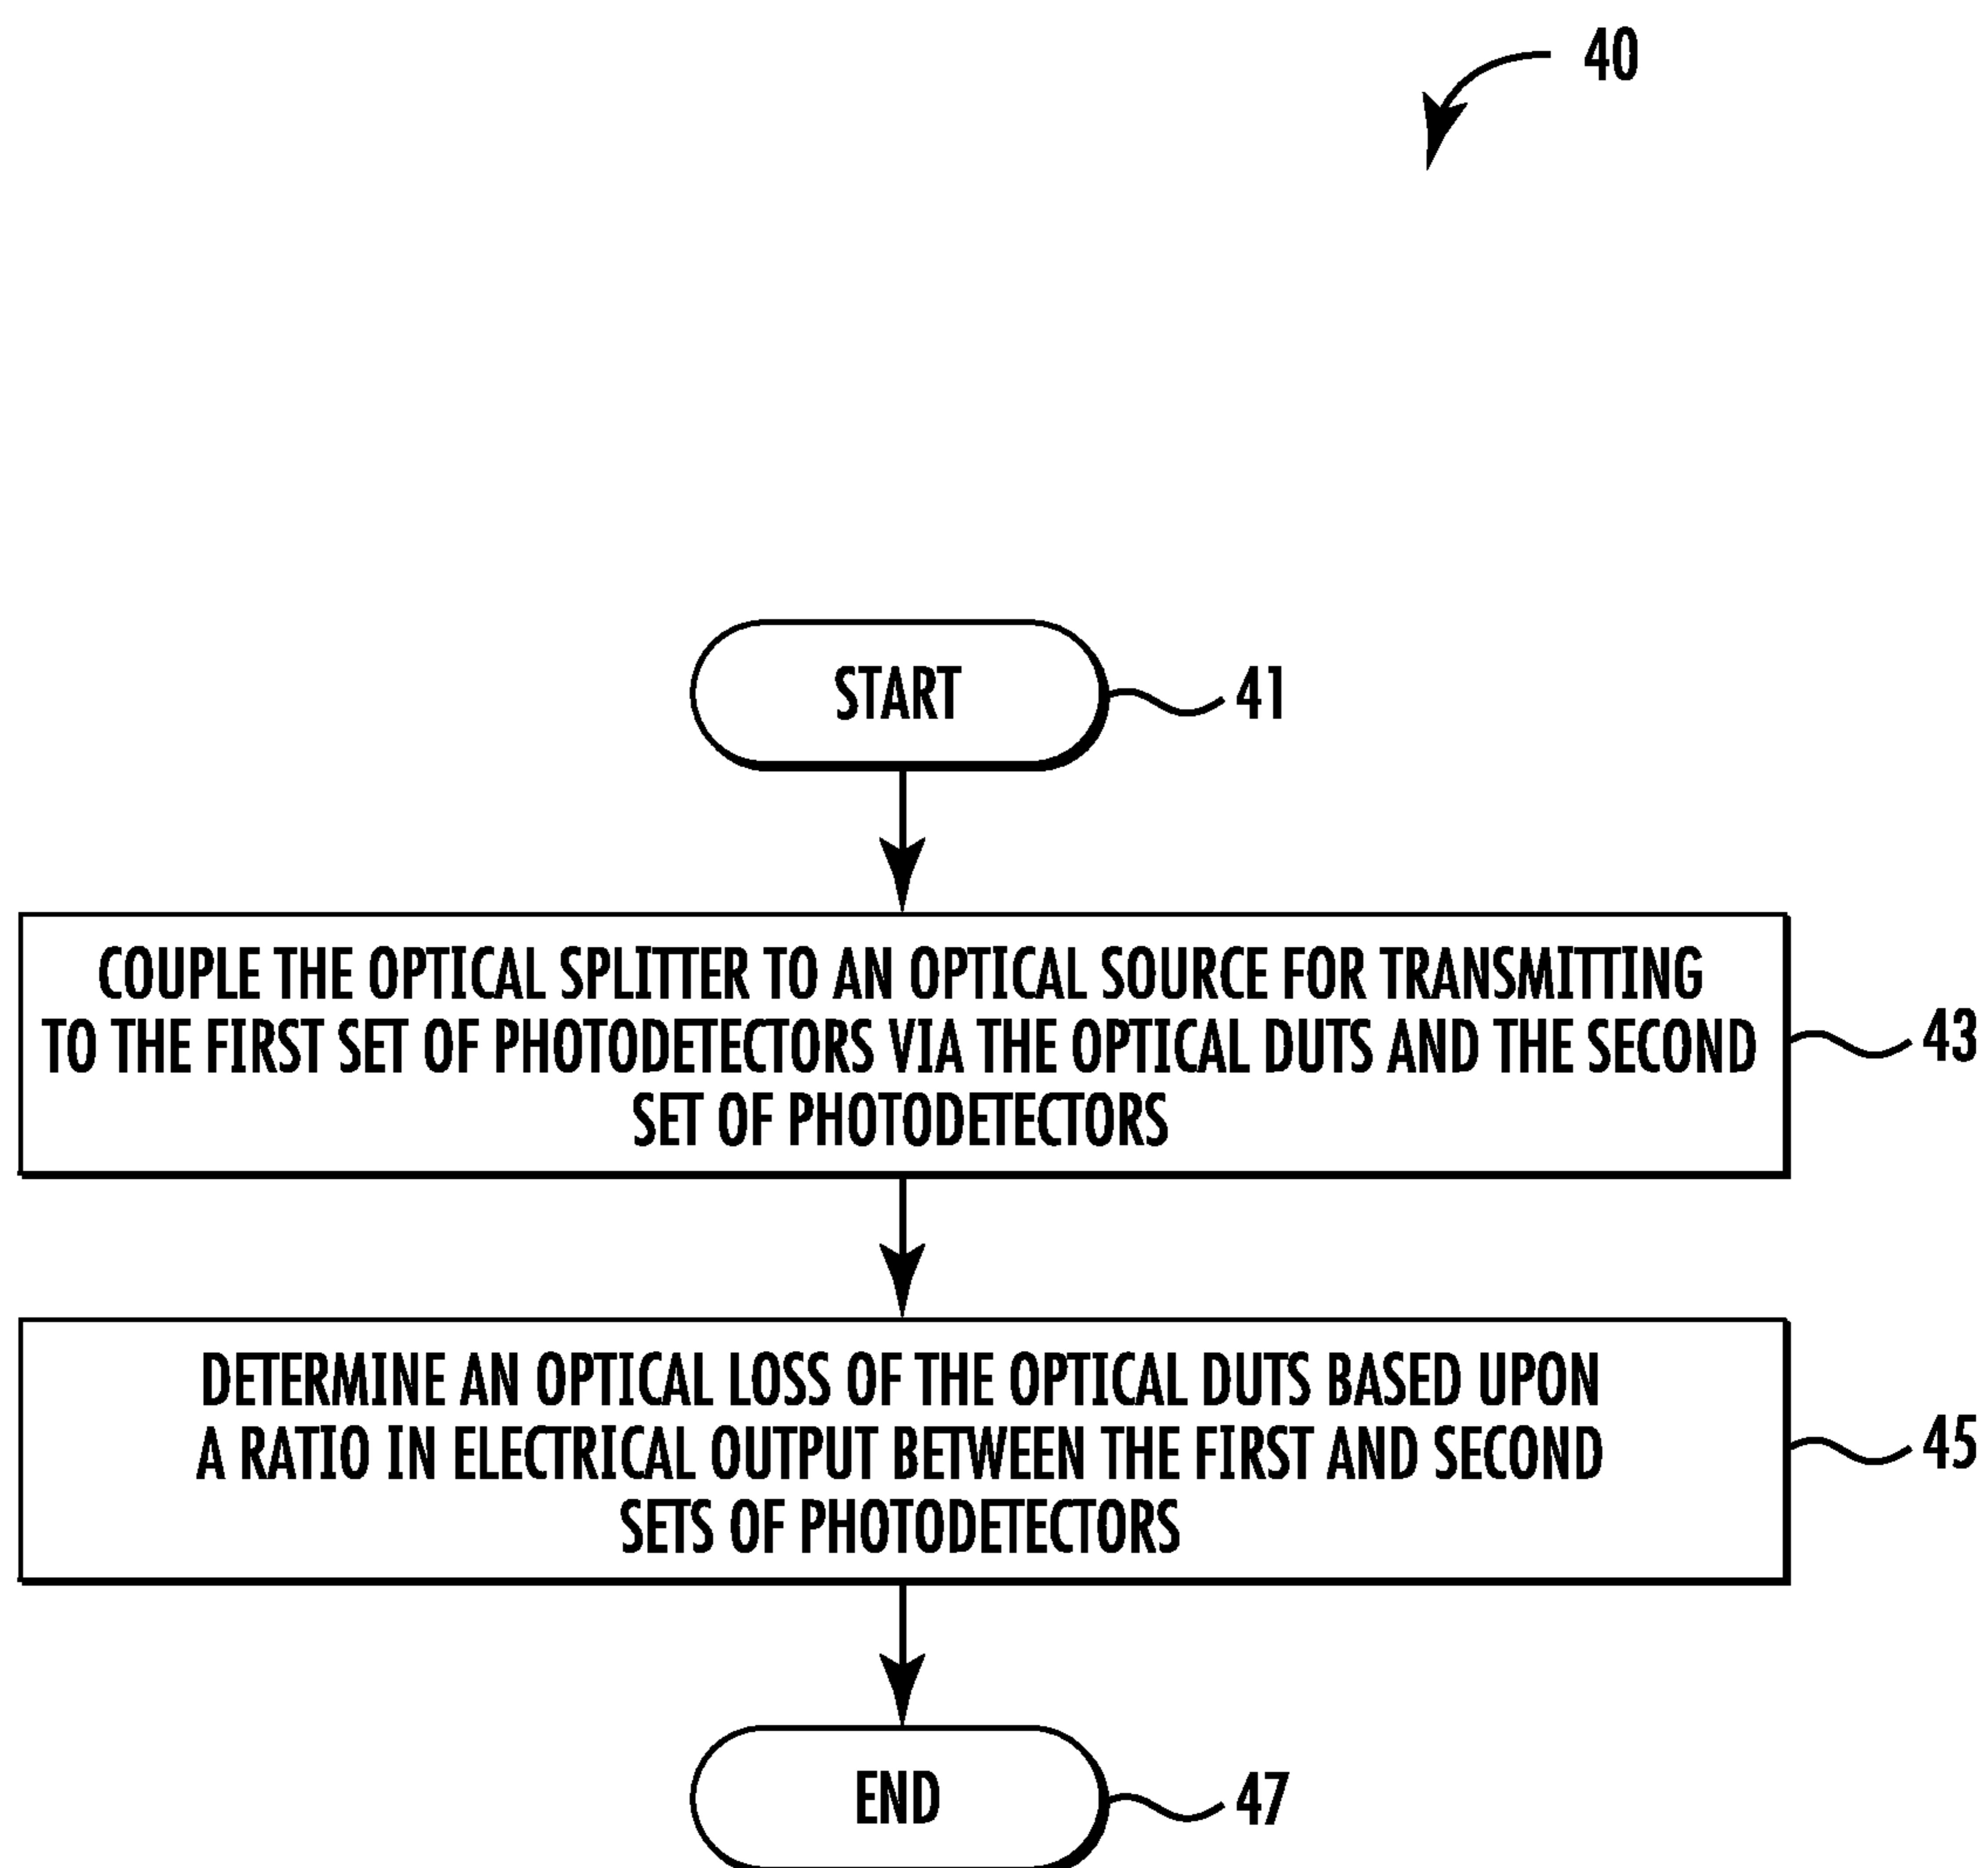 40
START
41
COUPLE THE OPTICAL SPLITTER TO AN OPTICAL SOURCE FOR TRANSMITTING
TO THE FIRST SET OF PHOTODETECTORS VIA THE OPTICAL DUTS AND THE SECOND
SET OF PHOTODETECTORS
43
DETERMINE AN OPTICAL LOSS OF THE OPTICAL DUTS BASED UPON
A RATIO IN ELECTRICAL OUTPUT BETWEEN THE FIRST AND SECOND
SETS OF PHOTODETECTORS
45
END
47